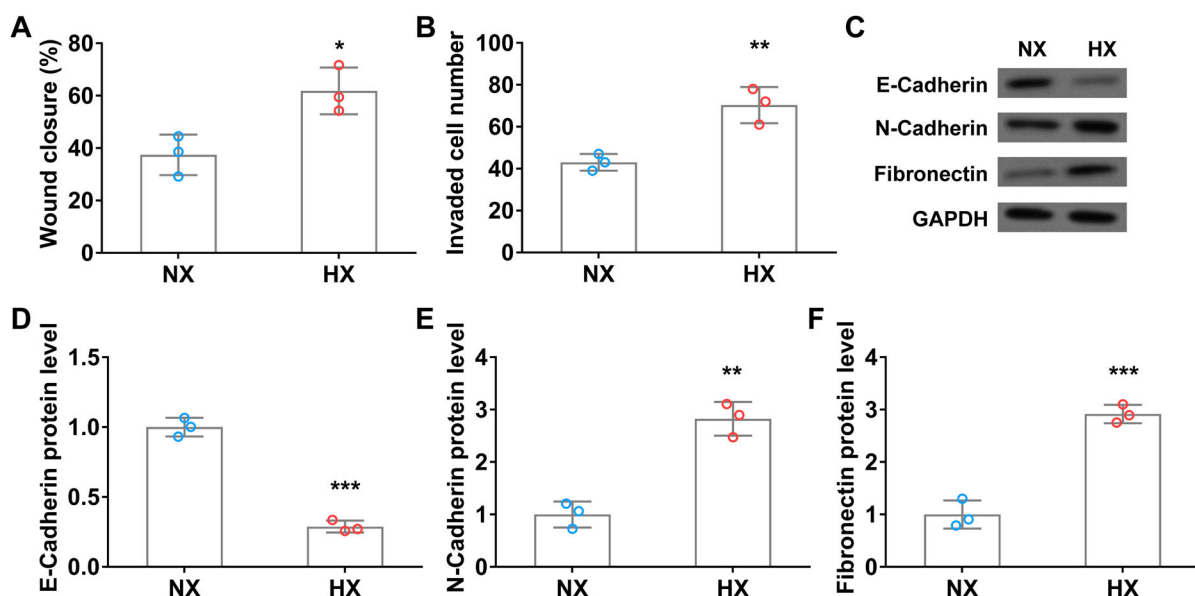 A
Wound closure (%)
80
60
40
20
0
*
NX
HX
B
Invaded cell number
100
80
60
40
20
0
**
NX
HX
C
NX
HX
E-Cadherin
N-Cadherin
Fibronectin
GAPDH
D
E-Cadherin protein level
1.5
1.0
0.5
0.0
***
NX
HX
E
N-Cadherin protein level
4
3
2
1
0
**
NX
HX
F
Fibronectin protein level
4
3
2
1
0
***
NX
HX